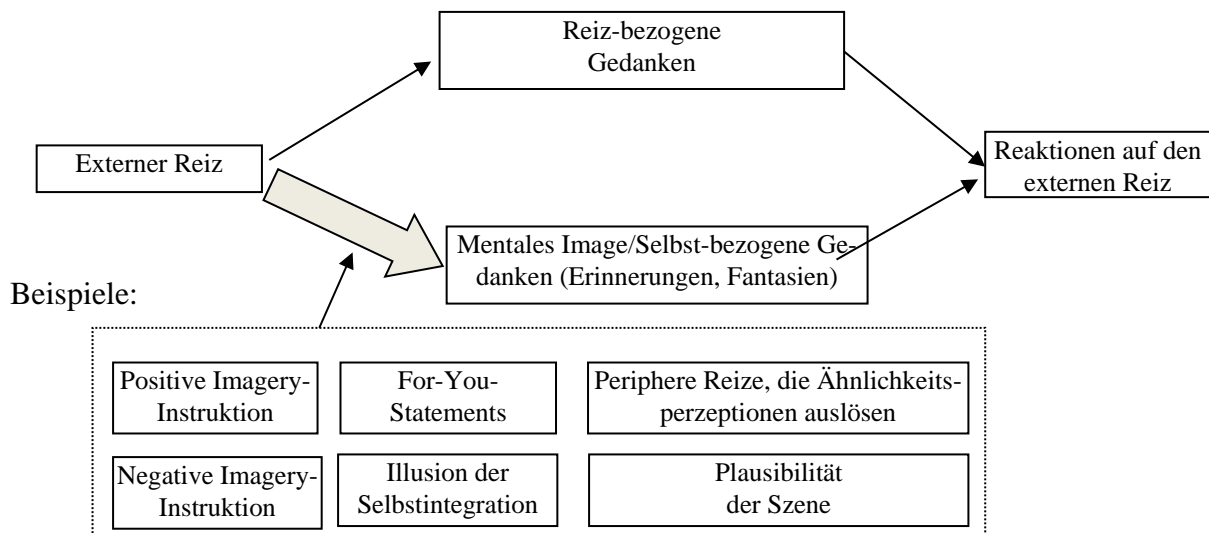 Reiz-bezogene
Gedanken
Externer Reiz
Reaktionen auf den
externen Reiz
Mentales Image/Selbst-bezogene Ge-
danken (Erinnerungen, Fantasien)
Beispiele:
Positive Imagery-
Instruktion
For-You-
Statements
Periphere Reize, die Ähnlichkeits-
perzeptionen auslösen
Negative Imagery-
Instruktion
Illusion der
Selbstintegration
Plausibilität
der Szene